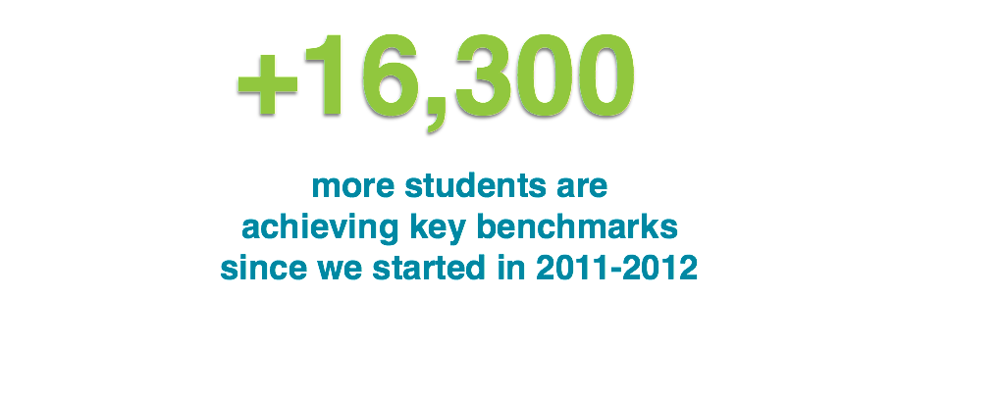 +16,300
more students are
achieving key benchmarks
since we started in 2011-2012